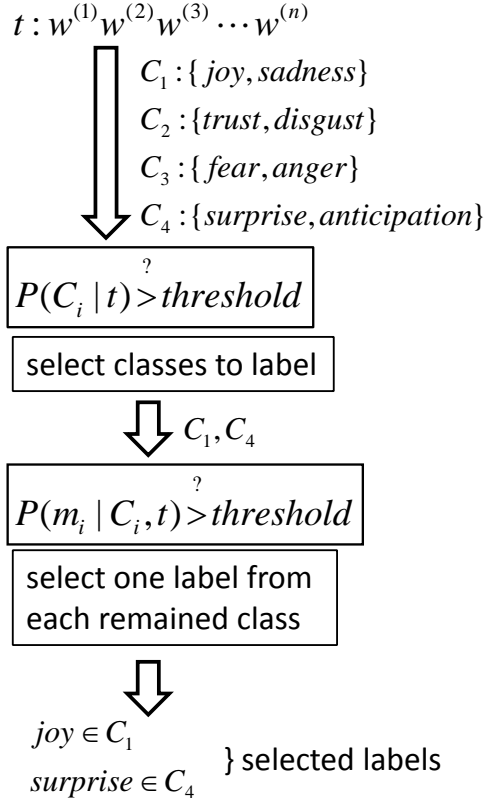 t : w^(1) w^(2) w^(3) ⋯ w^(n)
C_1 : {joy, sadness}
C_2 : {trust, disgust}
C_3 : {fear, anger}
C_4 : {surprise, anticipation}
?
P(C_i | t) > threshold
select classes to label
C_1, C_4
?
P(m_i | C_i, t) > threshold
select one label from
each remained class
joy ∈ C_1
surprise ∈ C_4
} selected labels